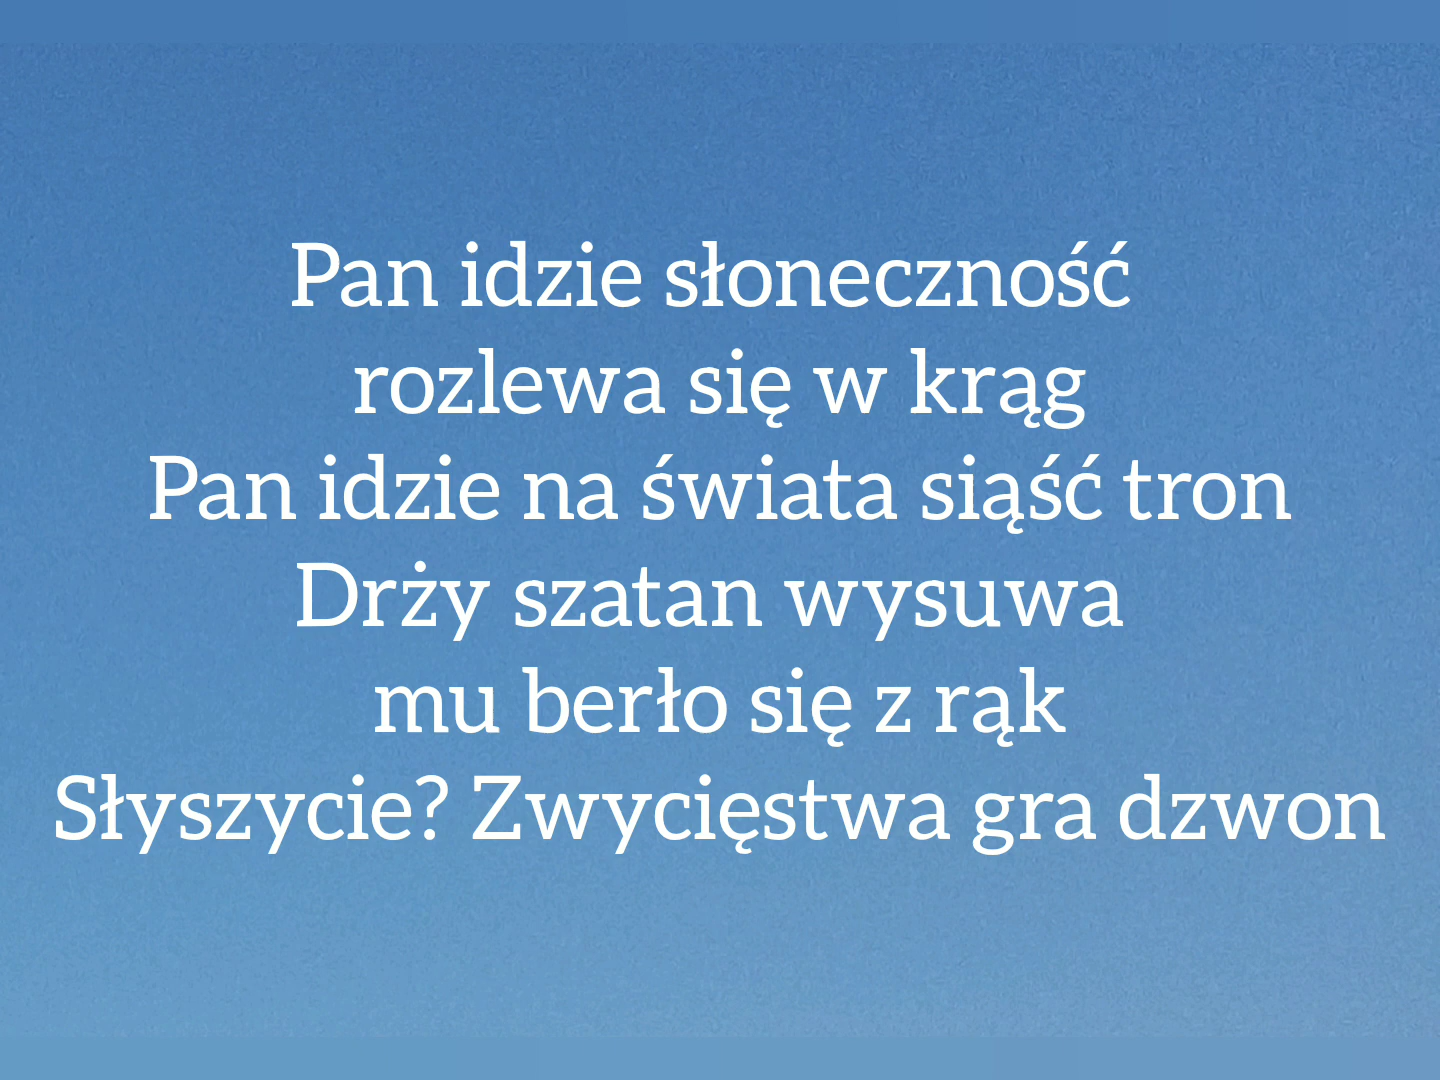 Pan idzie słoneczność
rozlewa się w krąg
Pan idzie na świata siąść tron
Drży szatan wysuwa
mu berło się z rąk
Słyszycie? Zwycięstwa gra dzwon